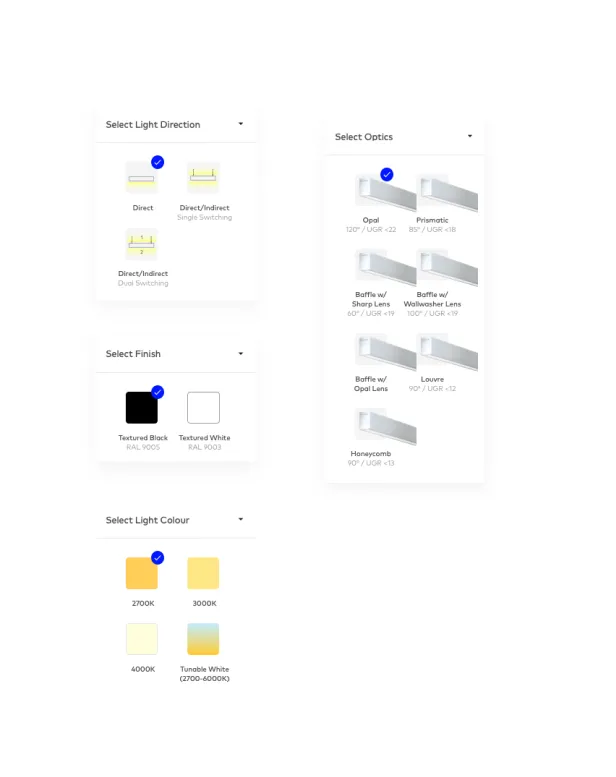 Select Light Direction
Direct
Direct/Indirect
Single Switching
1
2
Direct/Indirect
Dual Switching
Select Finish
Textured Black
RAL 9005
Textured White
RAL 9003
Select Light Colour
2700K
3000K
4000K
Tunable White
(2700-6000K)
Select Optics
Opal
120° / UGR <22
Prismatic
85° / UGR <18
Baffle w/
Sharp Lens
60° / UGR <19
Baffle w/
Wallwasher Lens
100° / UGR <19
Baffle w/
Opal Lens
Louvre
90° / UGR <12
Honeycomb
90° / UGR <13